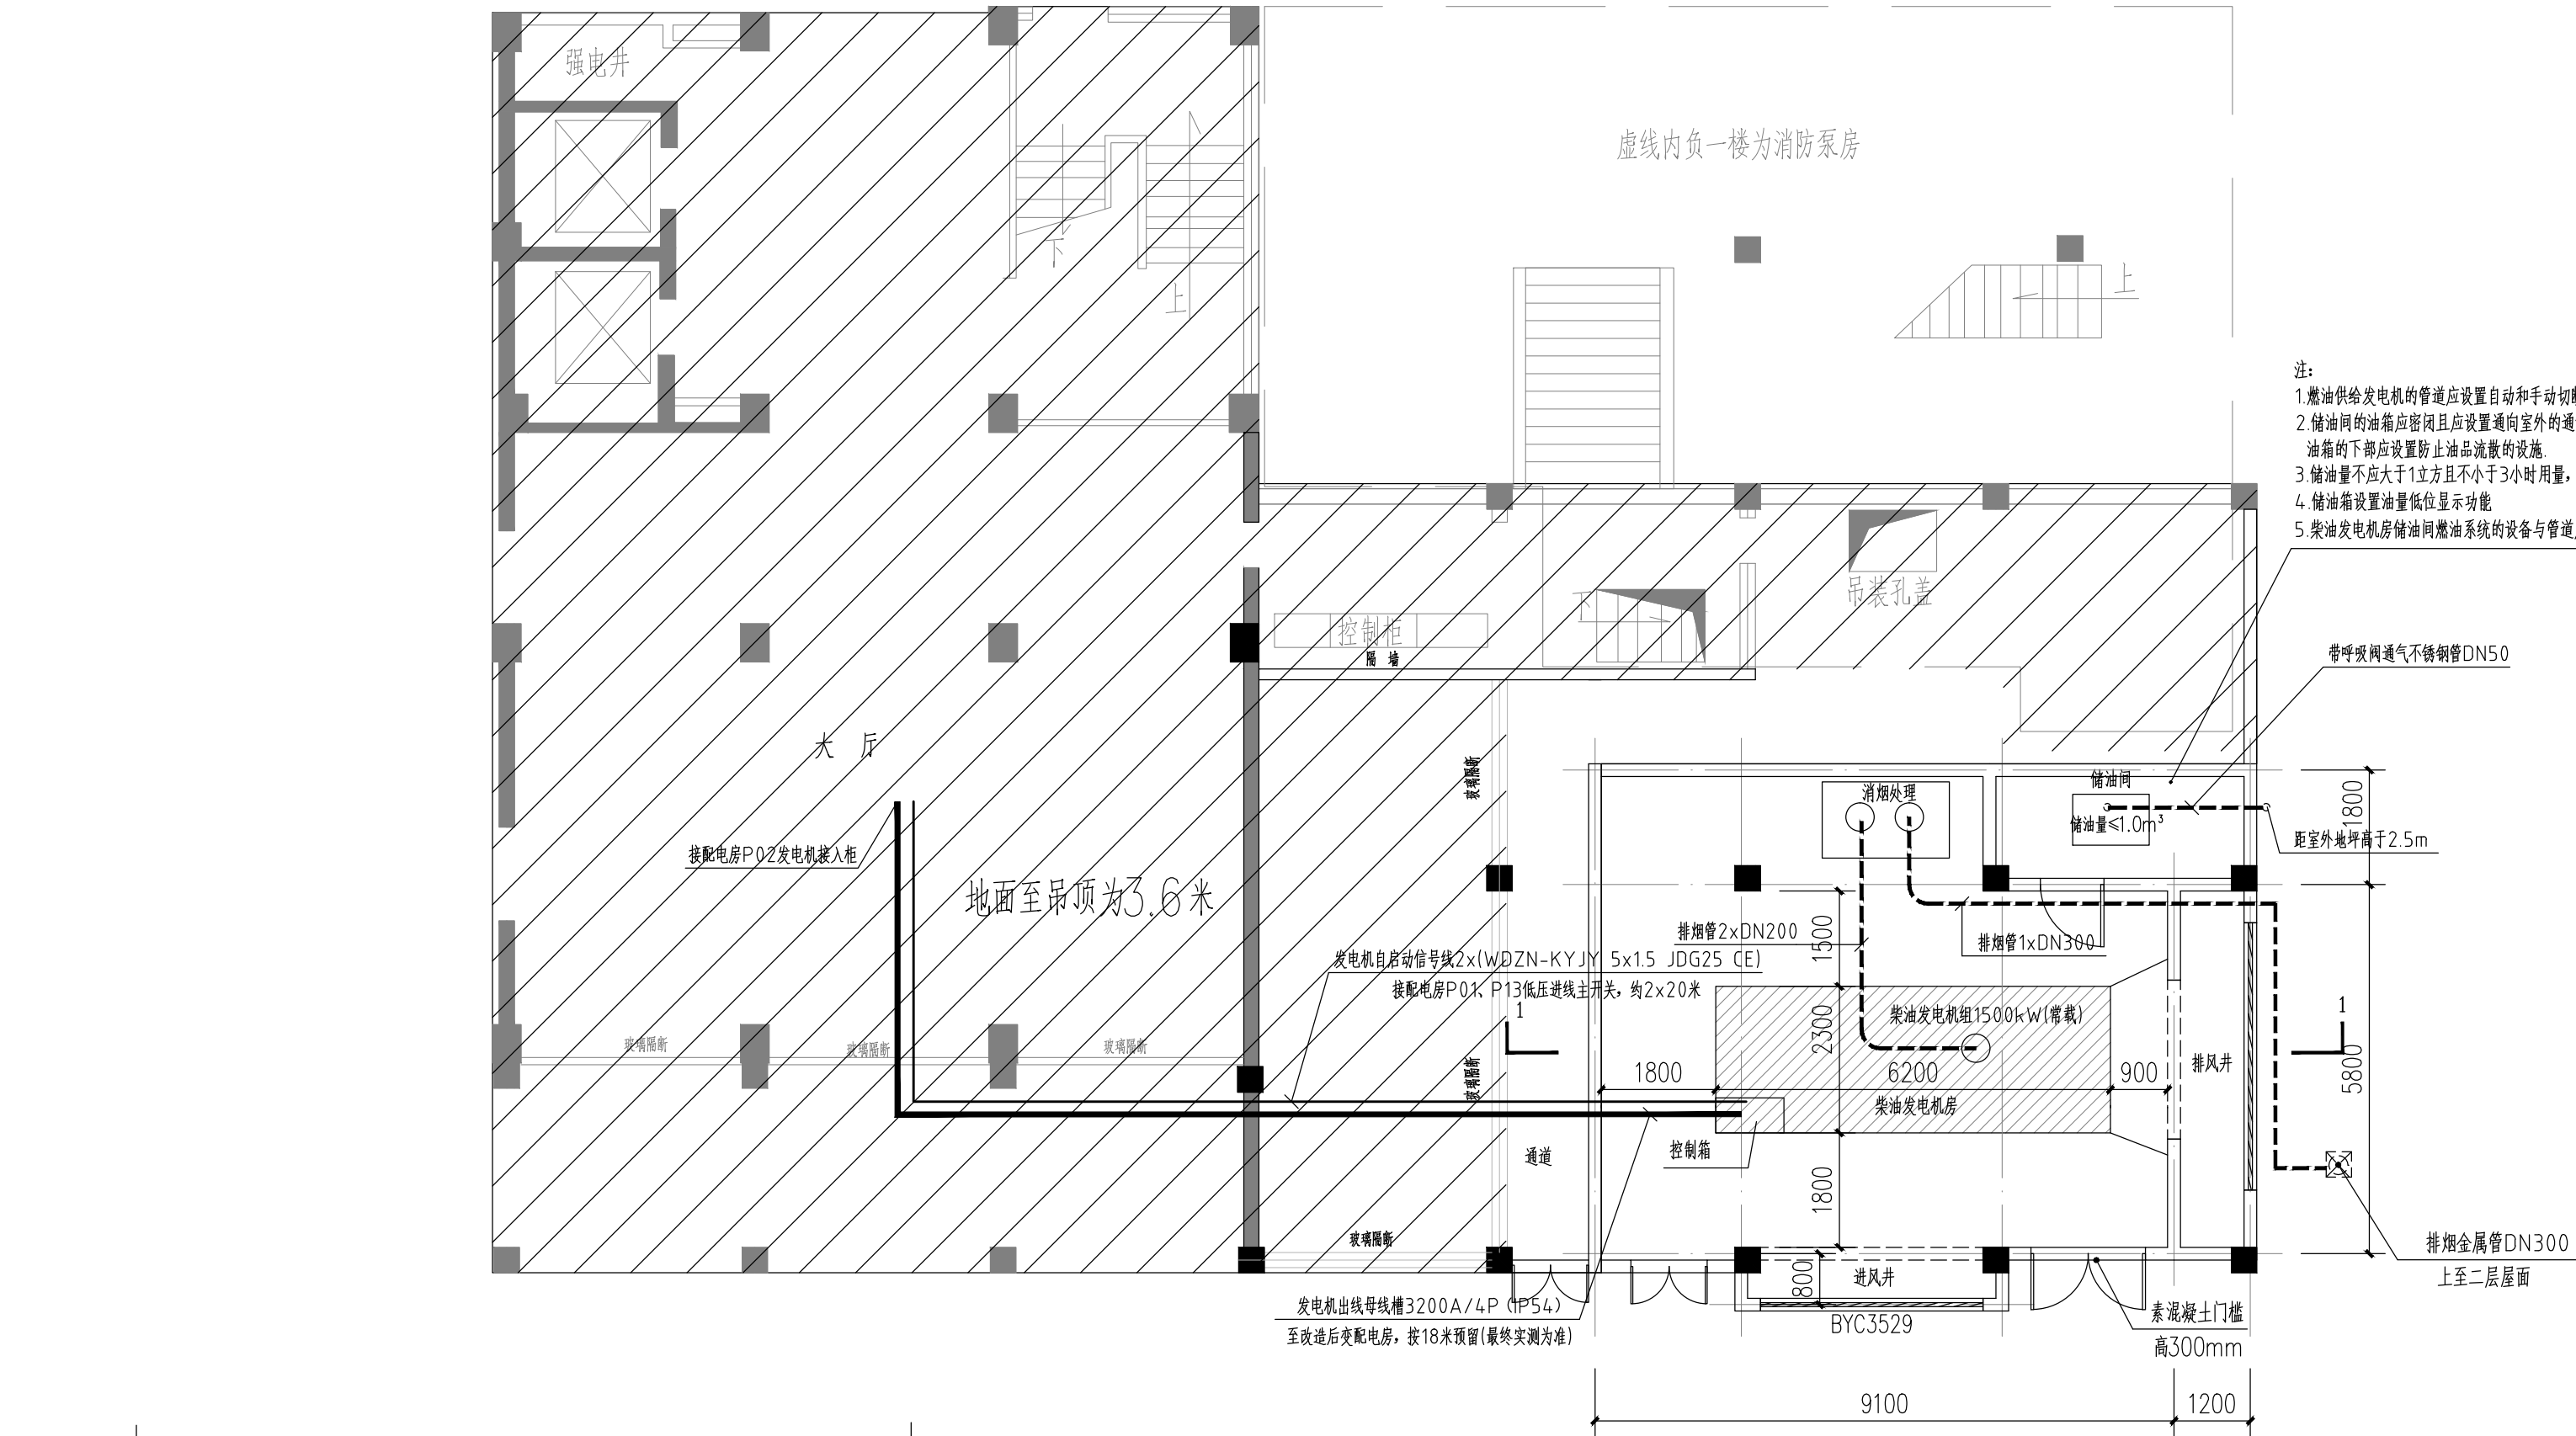 强电井
虚线内负一楼为消防泵房
下
上
上
注：
1.燃油供给发电机的管道应设置自动和手动切断
2.储油间的油箱应密闭且应设置通向室外的通
油箱的下部应设置防止油品流散的设施.
3.储油量不应大于1立方且不小于3小时用量，
4.储油箱设置油量低位显示功能
5.柴油发电机房储油间燃油系统的设备与管道
吊装孔盖
下
控制柜
隔 墙
带呼吸阀通气不锈钢管DN50
大 厅
玻璃隔断
消烟处理
储油间
储油量≤1.0m³
1800
距室外地坪高于2.5m
接配电房P02发电机接入柜
地面至吊顶为3.6米
排烟管2xDN200
1500
排烟管1xDN300
发电机自启动信号线2x(WDZN-KYJY 5x1.5 JDG25 CE)
接配电房P01、P13低压进线主开关，约2x20米
1
1
柴油发电机组1500kW(常载)
2300
玻璃隔断
玻璃隔断
玻璃隔断
玻璃隔断
1800
6200
900
排风井
5800
柴油发电机房
通道
控制箱
1800
玻璃隔断
排烟金属管DN300
上至二层屋面
800
进风井
发电机出线母线槽3200A/4P (IP54)
至改造后变配电房，按18米预留(最终实测为准)
BYC3529
素混凝土门槛
高300mm
9100
1200